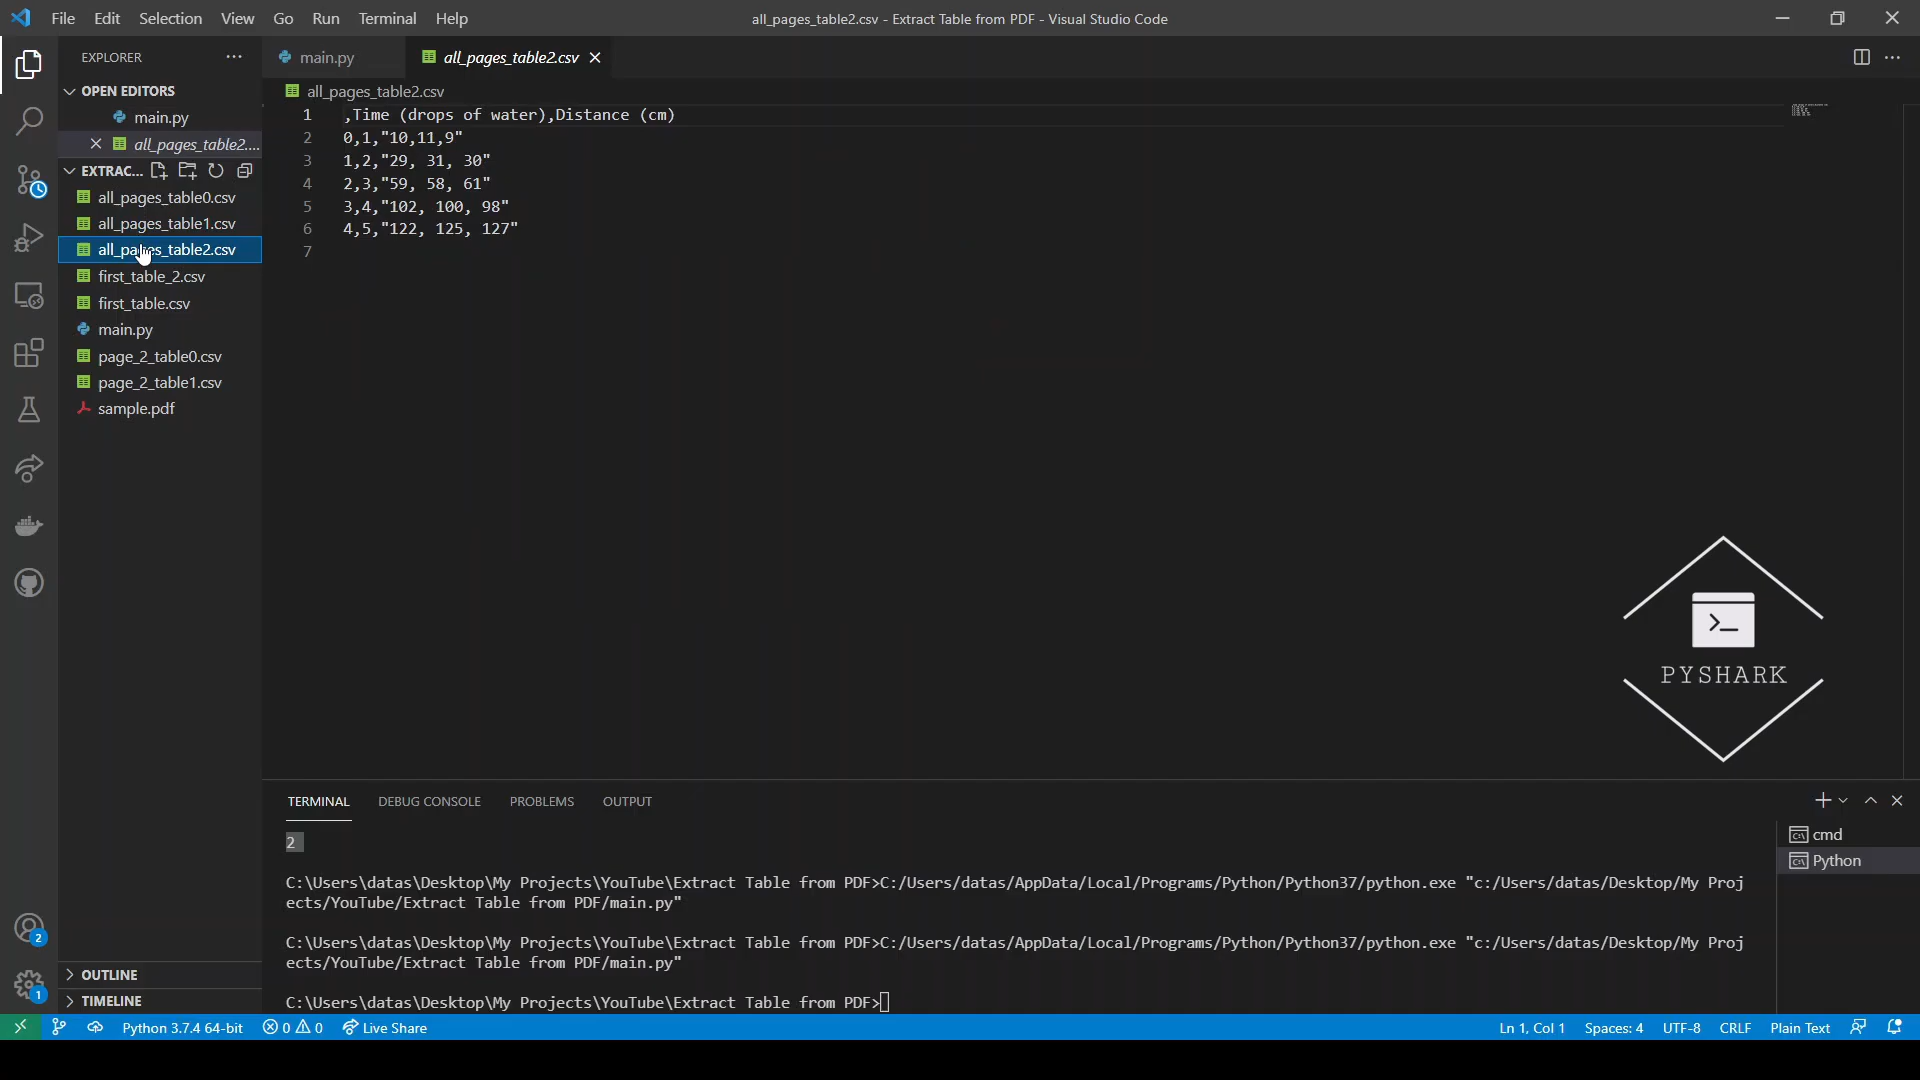 File Edit Selection View Go Run Terminal Help
all_pages_table2.csv - Extract Table from PDF - Visual Studio Code
EXPLORER
OPEN EDITORS
main.py
all_pages_table2....
EXTRAC...
all_pages_table0.csv
all_pages_table1.csv
all_pages_table2.csv
first_table_2.csv
first_table.csv
main.py
page_2_table0.csv
page_2_table1.csv
sample.pdf
OUTLINE
TIMELINE
main.py
all_pages_table2.csv
all_pages_table2.csv
1 ,Time (drops of water),Distance (cm)
2 0,1,"10,11,9"
3 1,2,"29, 31, 30"
4 2,3,"59, 58, 61"
5 3,4,"102, 100, 98"
6 4,5,"122, 125, 127"
7
>_
PYSHARK
TERMINAL DEBUG CONSOLE PROBLEMS OUTPUT
2
C:\Users\datas\Desktop\My Projects\YouTube\Extract Table from PDF>C:/Users/datas/AppData/Local/Programs/Python/Python37/python.exe "c:/Users/datas/Desktop/My Proj
ects/YouTube/Extract Table from PDF/main.py"
C:\Users\datas\Desktop\My Projects\YouTube\Extract Table from PDF>C:/Users/datas/AppData/Local/Programs/Python/Python37/python.exe "c:/Users/datas/Desktop/My Proj
ects/YouTube/Extract Table from PDF/main.py"
C:\Users\datas\Desktop\My Projects\YouTube\Extract Table from PDF>
cmd
Python
2
1
Python 3.7.4 64-bit 0 0 Live Share
Ln 1, Col 1 Spaces: 4 UTF-8 CRLF Plain Text